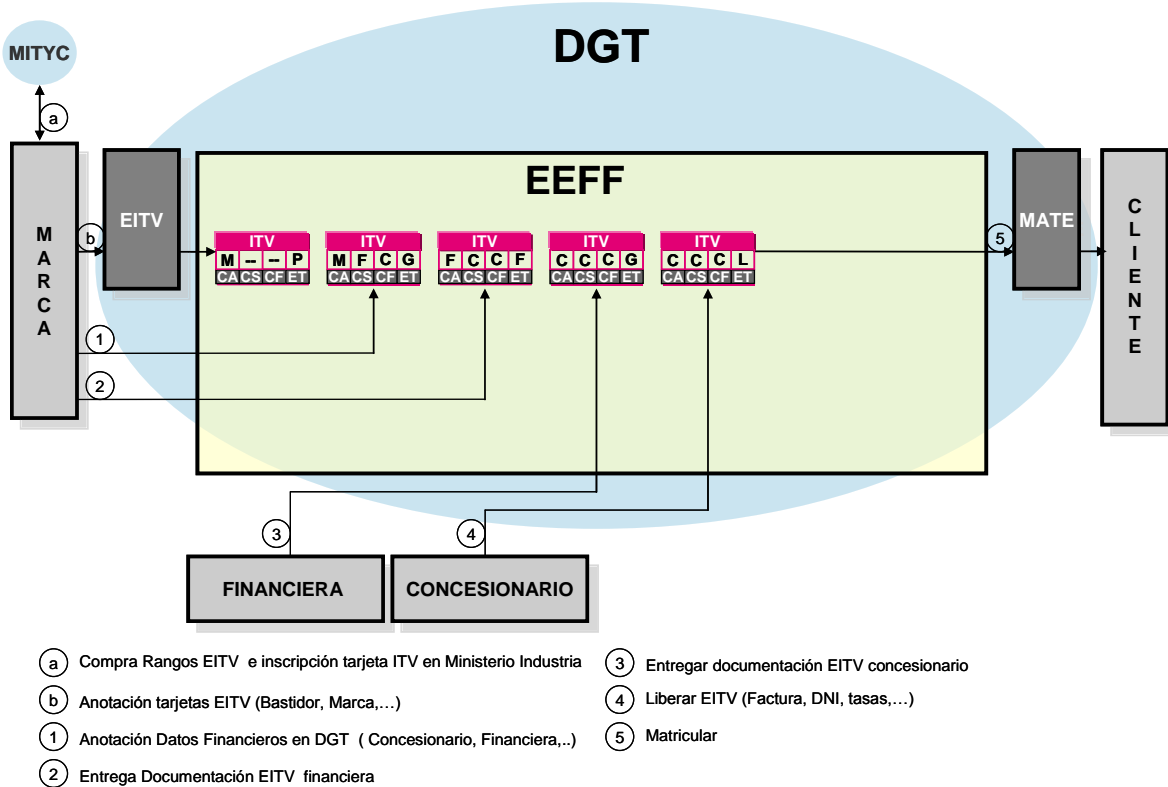 DGT
MITYC
a
EEFF
MARCA
b
EITV
ITV
M -- -- P
CA CS CF ET
ITV
M F C G
CA CS CF ET
ITV
F C C F
CA CS CF ET
ITV
C C C G
CA CS CF ET
ITV
C C C L
CA CS CF ET
5
MATE
CLIENTE
1
2
3
4
FINANCIERA
CONCESIONARIO
a Compra Rangos EITV e inscripción tarjeta ITV en Ministerio Industria
b Anotación tarjetas EITV (Bastidor, Marca,…)
1 Anotación Datos Financieros en DGT ( Concesionario, Financiera,..)
2 Entrega Documentación EITV financiera
3 Entregar documentación EITV concesionario
4 Liberar EITV (Factura, DNI, tasas,…)
5 Matricular